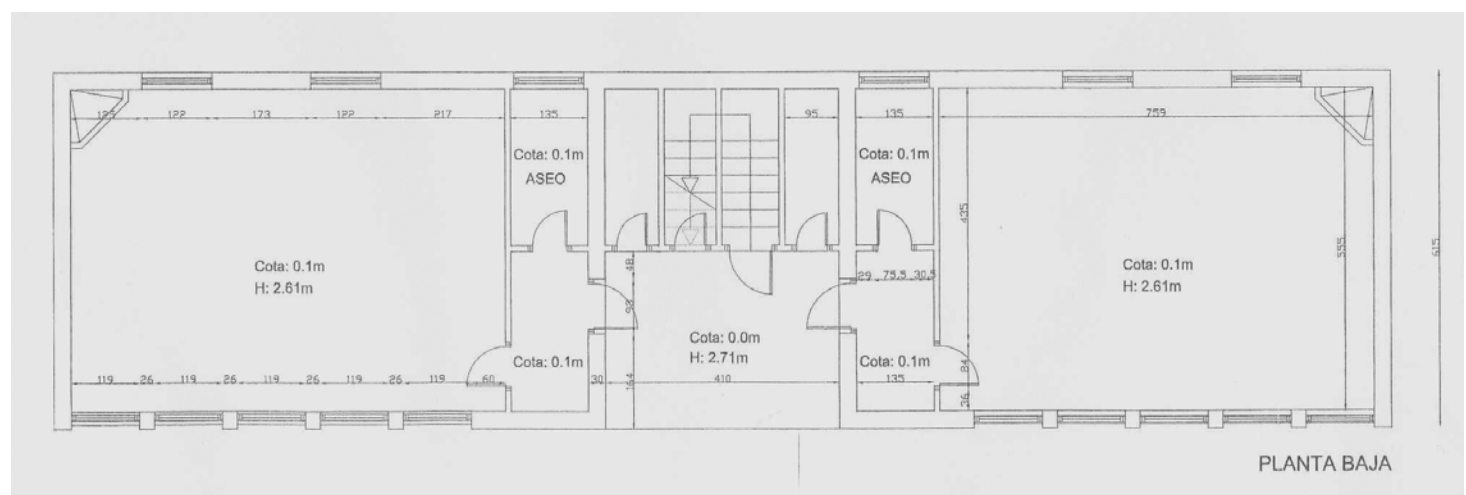 125 122 173 122 217 135 95 135 759
Cota: 0.1m
ASEO
Cota: 0.1m
ASEO
435
555
615
Cota: 0.1m
H: 2.61m
48
93
164
29 75,5 30,5
Cota: 0.1m
H: 2.61m
Cota: 0.0m
H: 2.71m
Cota: 0.1m
Cota: 0.1m
84
36
119 26 119 26 119 26 119 26 119 60 30 410 135
PLANTA BAJA